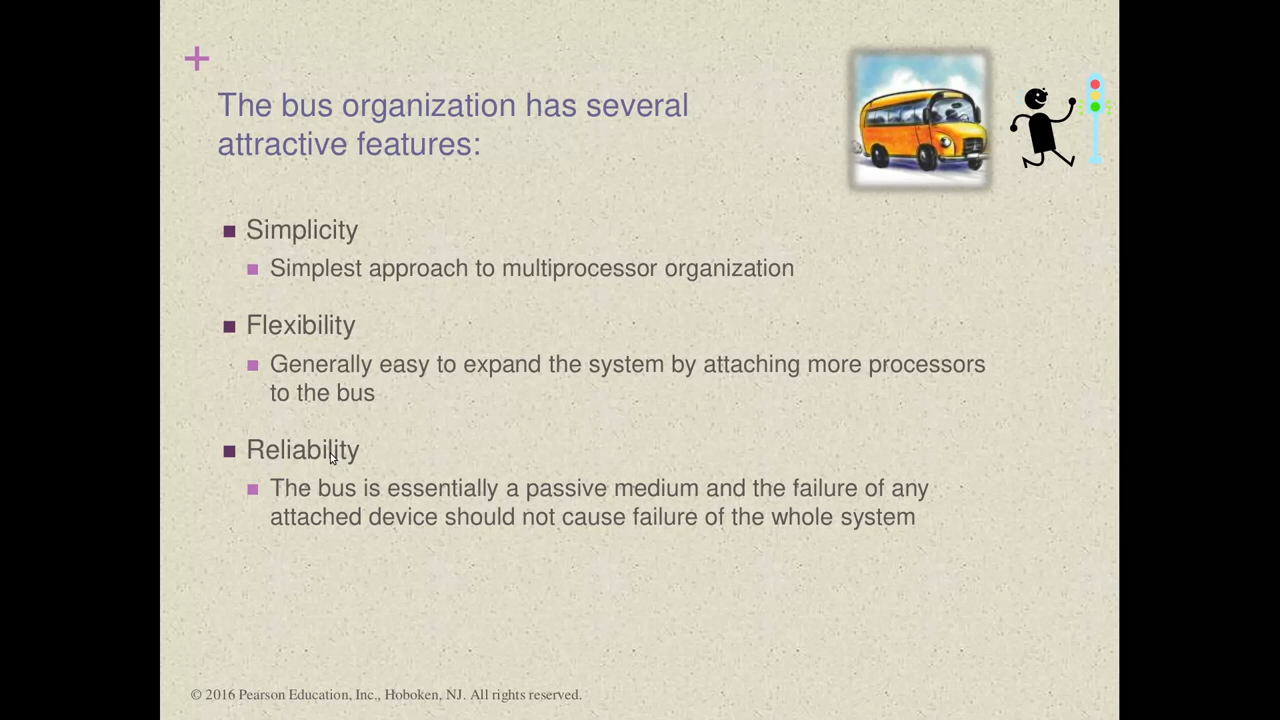 +
The bus organization has several
attractive features:
Simplicity
Simplest approach to multiprocessor organization
Flexibility
Generally easy to expand the system by attaching more processors
to the bus
Reliability
The bus is essentially a passive medium and the failure of any
attached device should not cause failure of the whole system
© 2016 Pearson Education, Inc., Hoboken, NJ. All rights reserved.